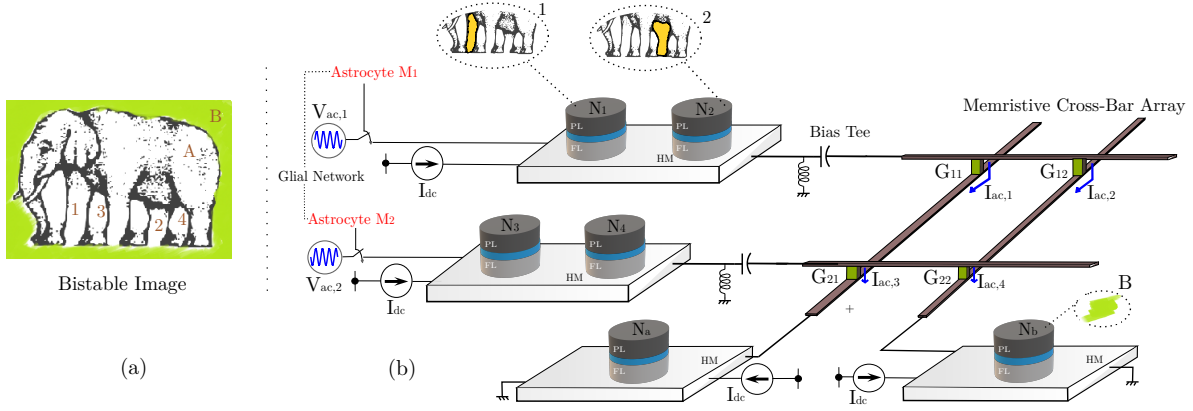 1
2
Astrocyte M1
Vac,1
N1
N2
PL
FL
PL
FL
HM
Idc
Bias Tee
Memristive Cross-Bar Array
G11
G12
Iac,1
Iac,2
B
A
1
3
2
4
Glial Network
Astrocyte M2
Vac,2
N3
N4
PL
FL
PL
FL
HM
Idc
G21
G22
Iac,3
Iac,4
+
B
Bistable Image
Na
PL
FL
HM
Idc
Nb
PL
FL
HM
Idc
(a)
(b)